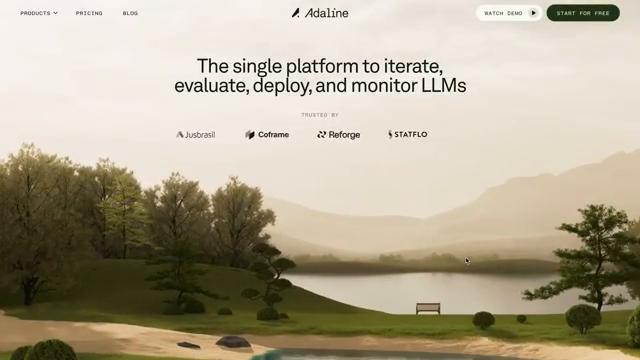 PRODUCTS
PRICING
BLOG
Adaline
WATCH DEMO
START FOR FREE
The single platform to iterate,
evaluate, deploy, and monitor LLMs
TRUSTED BY
Jusbrasil
Coframe
Reforge
STATFLO